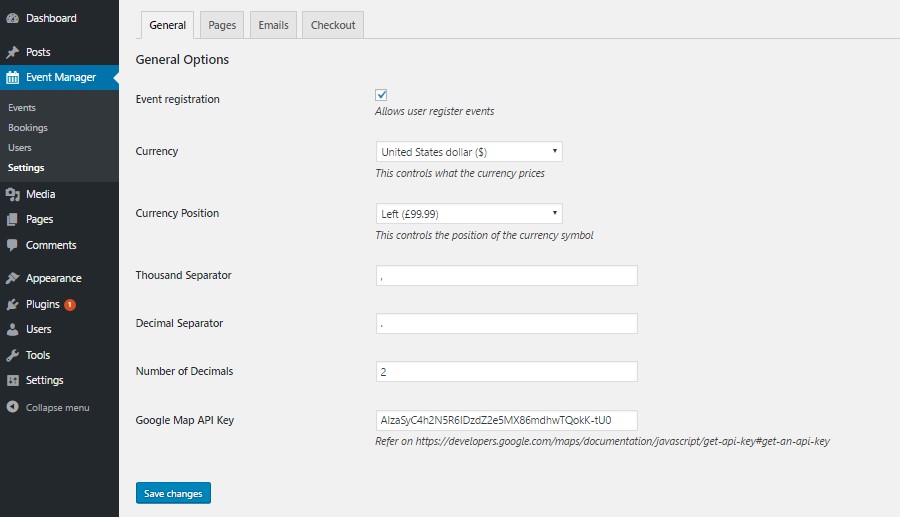 Dashboard
Posts
Event Manager
Events
Bookings
Users
Settings
Media
Pages
Comments
Appearance
Plugins 1
Users
Tools
Settings
Collapse menu
General Pages Emails Checkout
General Options
Event registration
Allows user register events
Currency United States dollar ($)
This controls what the currency prices
Currency Position Left (£99.99)
This controls the position of the currency symbol
Thousand Separator ,
Decimal Separator .
Number of Decimals 2
Google Map API Key AIzaSyC4h2N5R6IDzdZ2e5MX86mdhwTQokK-tU0
Refer on https://developers.google.com/maps/documentation/javascript/get-api-key#get-an-api-key
Save changes